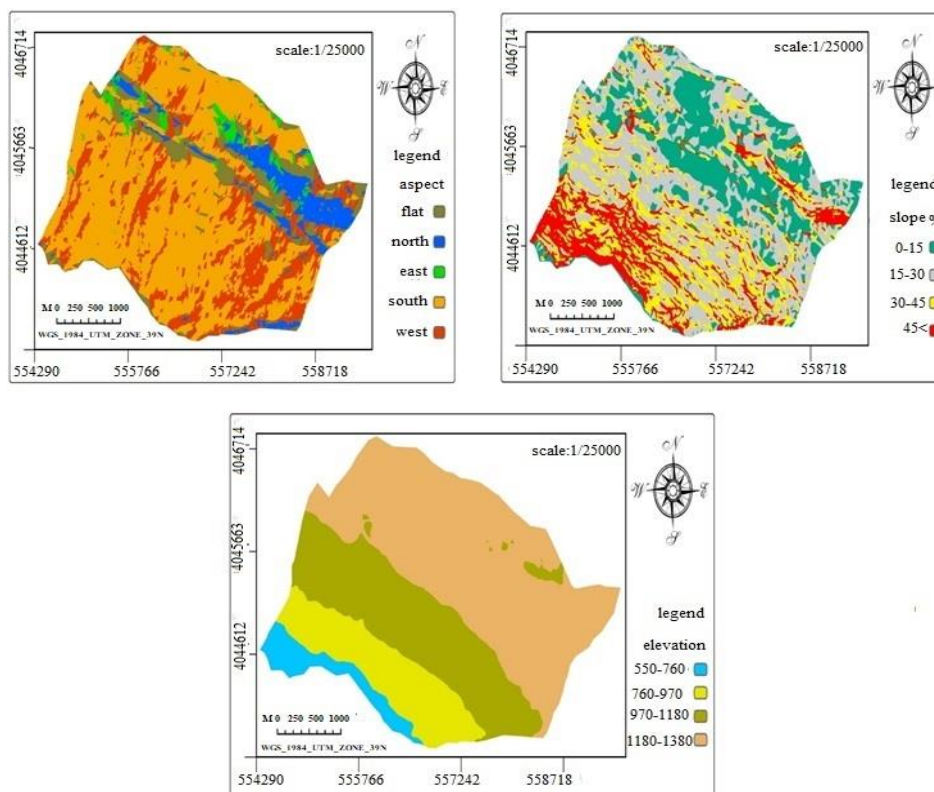 scale:1/25000
N
W
E
S
4046714
4045663
4044612
legend
aspect
flat
north
east
south
west
M 0 250 500 1000
WGS_1984_UTM_ZONE_39N
554290
555766
557242
558718
scale:1/25000
N
W
E
S
4046714
4045663
4044612
legend
slope %
0-15
15-30
30-45
45<
M 0 250 500 1000
WGS_1984_UTM_ZONE_39N
554290
555766
557242
558718
scale:1/25000
N
W
E
S
4046714
4045663
4044612
legend
elevation
550-760
760-970
970-1180
1180-1380
M 0 250 500 1000
WGS_1984_UTM_ZONE_39N
554290
555766
557242
558718